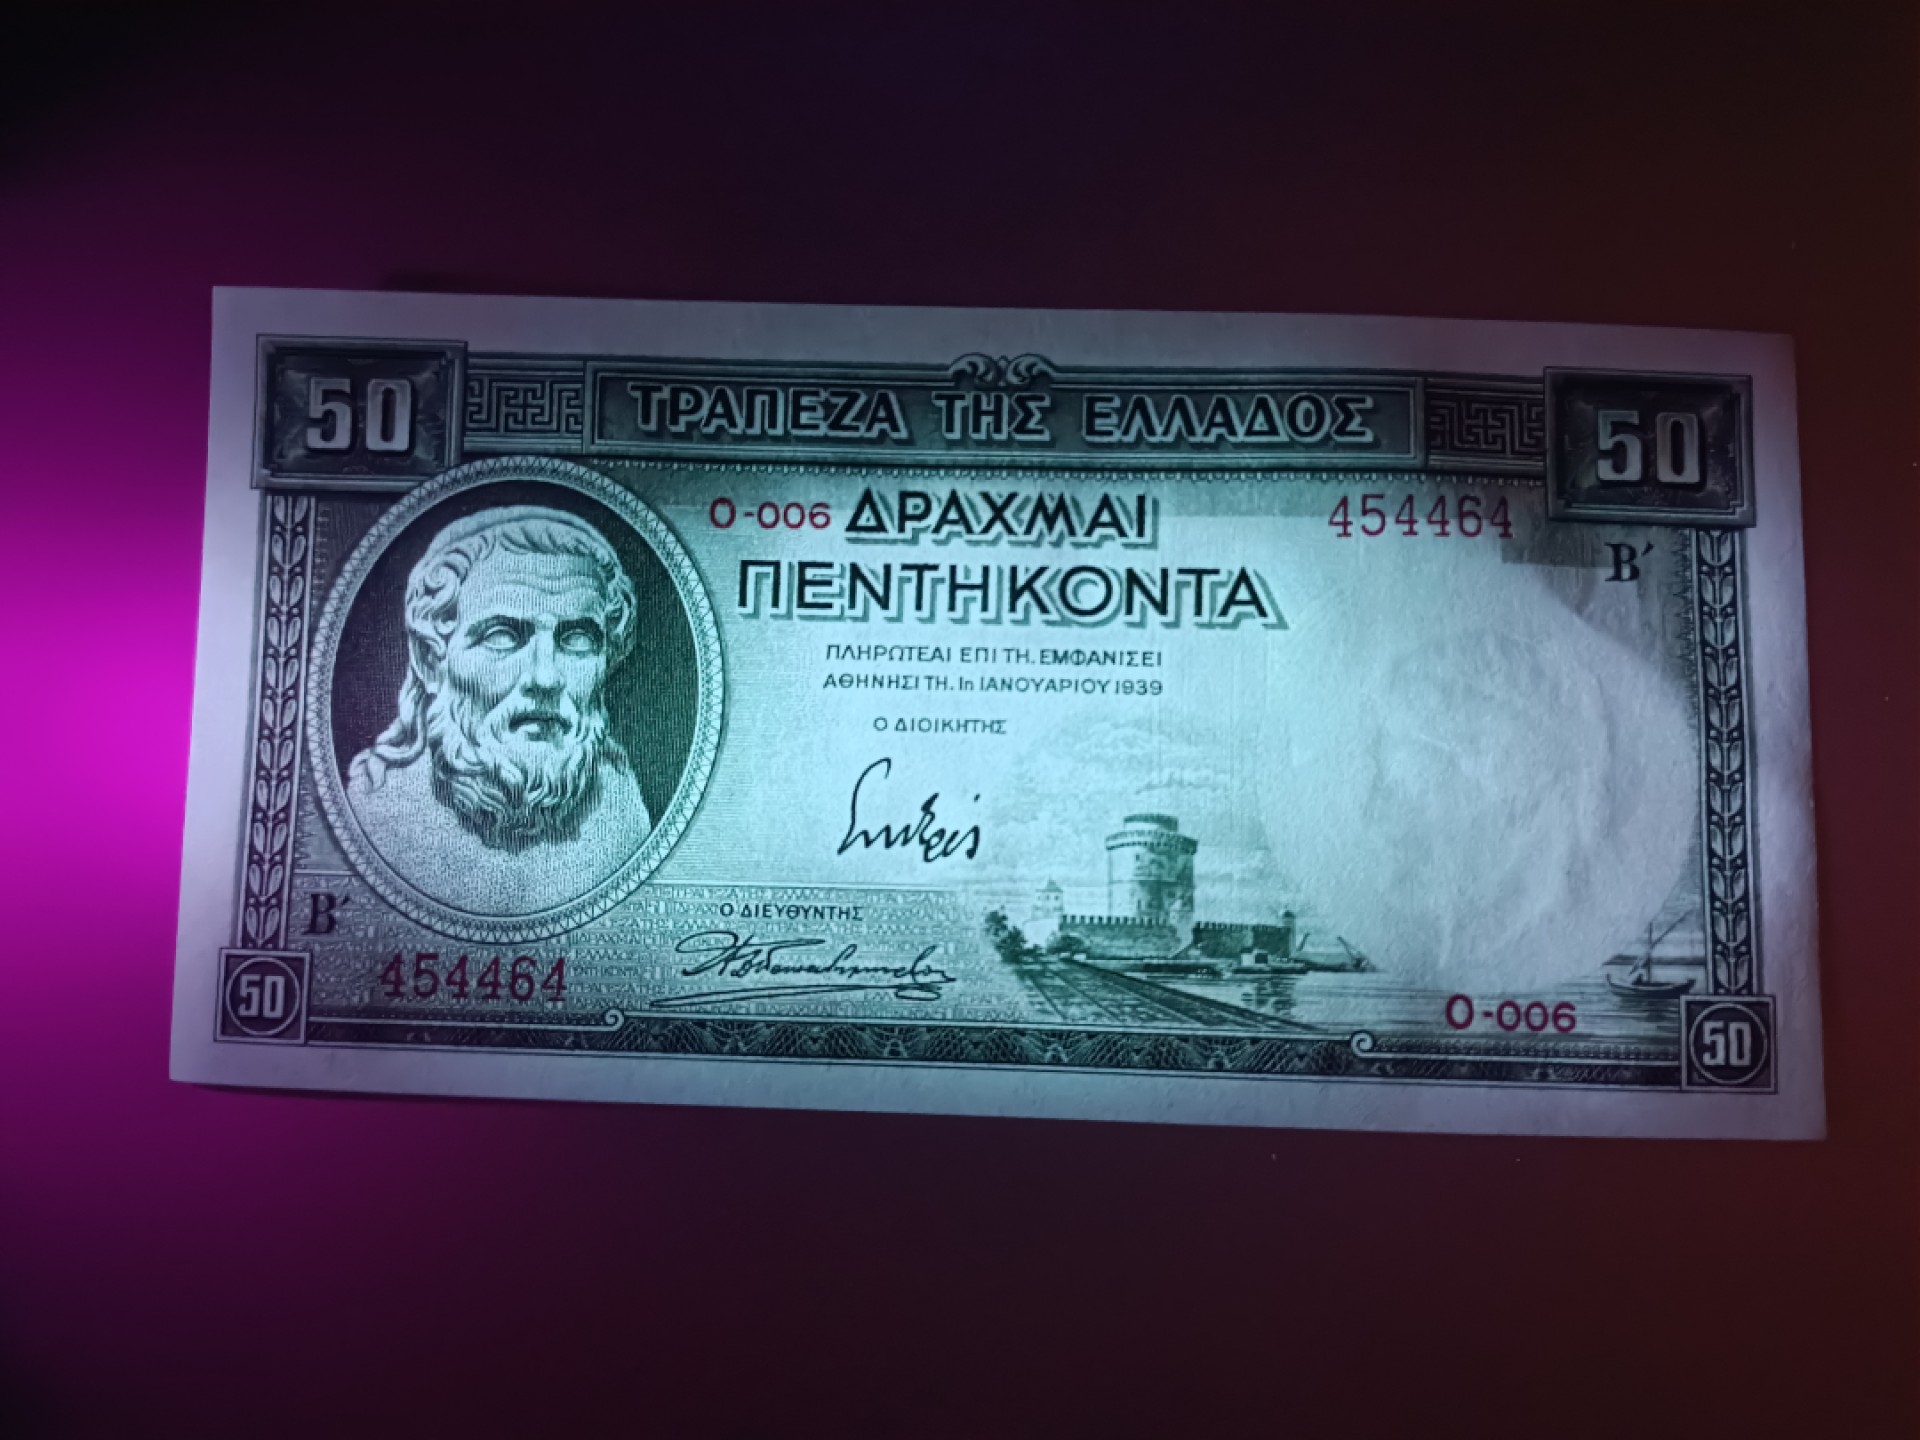 50 ΤΡΑΠΕΖΑ ΤΗΣ ΕΛΛΑΔΟΣ 50
O-006 ΔΡΑΧΜΑΙ 454464
ΠΕΝΤΗΚΟΝΤΑ Β΄
ΠΛΗΡΩΤΕΑΙ ΕΠΙ ΤΗ. ΕΜΦΑΝΙΣΕΙ
ΑΘΗΝΗΣΙ ΤΗ. 1η ΙΑΝΟΥΑΡΙΟΥ 1939
Ο ΔΙΟΙΚΗΤΗΣ
Β΄ Ο ΔΙΕΥΘΥΝΤΗΣ
454464
O-006
50 50